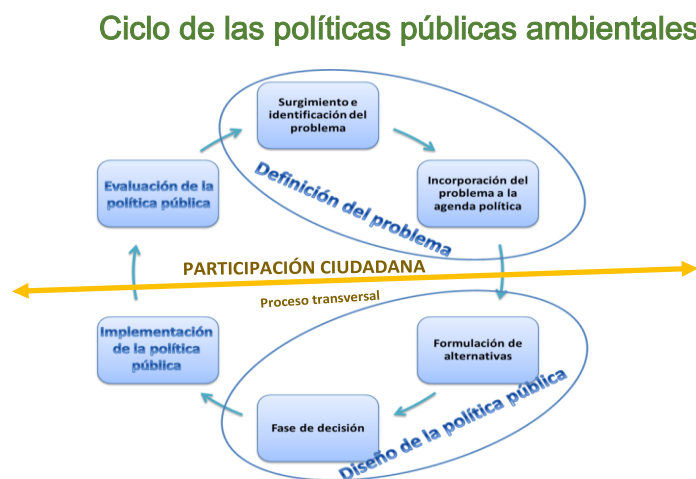 Ciclo de las políticas públicas ambientales
Surgimiento e
identificación del
problema
Incorporación del
problema a la
agenda política
Definición del problema
Evaluación de la
política pública
PARTICIPACIÓN CIUDADANA
Proceso transversal
Implementación
de la política
pública
Formulación de
alternativas
Fase de decisión
Diseño de la política pública